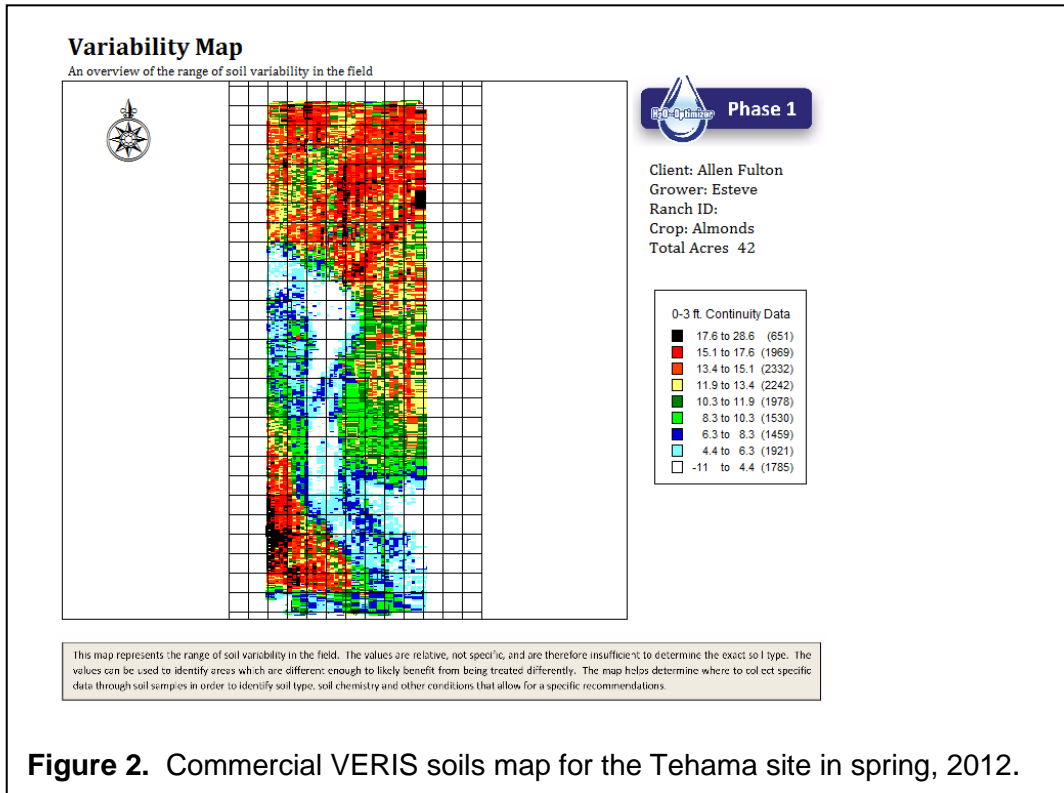 Variability Map
An overview of the range of soil variability in the field
H2O-Optimizer
Phase 1
Client: Allen Fulton
Grower: Esteve
Ranch ID:
Crop: Almonds
Total Acres 42
0-3 ft. Continuity Data
17.6 to 28.6 (651)
15.1 to 17.6 (1969)
13.4 to 15.1 (2332)
11.9 to 13.4 (2242)
10.3 to 11.9 (1978)
8.3 to 10.3 (1530)
6.3 to 8.3 (1459)
4.4 to 6.3 (1921)
-11 to 4.4 (1785)
This map represents the range of soil variability in the field. The values are relative, not specific, and are therefore insufficient to determine the exact soil type. The
values can be used to identify areas which are different enough to likely benefit from being treated differently. The map helps determine where to collect specific
data through soil samples in order to identify soil type, soil chemistry and other conditions that allow for a specific recommendations.
Figure 2. Commercial VERIS soils map for the Tehama site in spring, 2012.